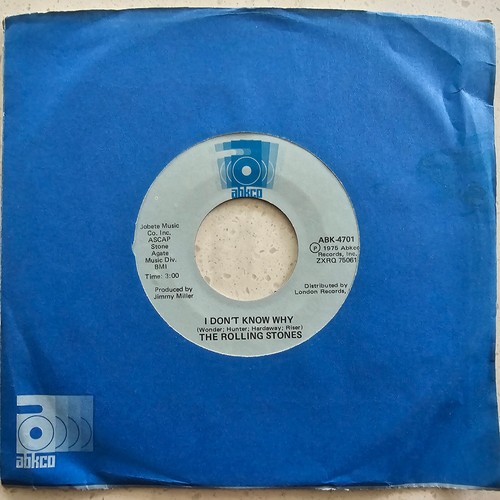 abkco
Jobete Music
Co. Inc.
ASCAP
Stone
Agate
Music Div.
BMI
Time: 3:00
Produced by
Jimmy Miller
ABK-4701
Ⓟ 1975 Abkco
Records, Inc.
ZXRQ 75061
Distributed by
London Records,
I DON'T KNOW WHY
(Wonder; Hunter; Hardaway; Riser)
THE ROLLING STONES
abkco